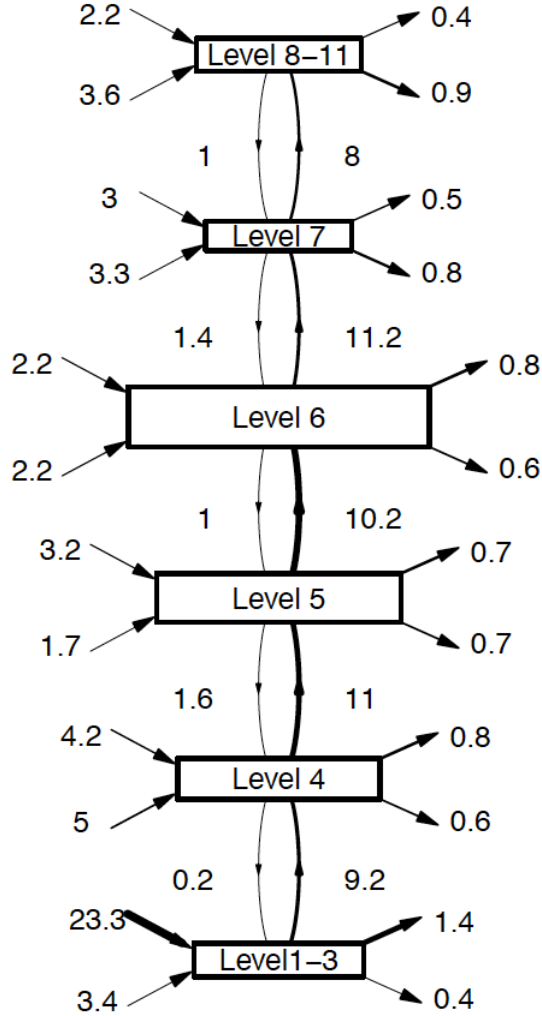 2.2 0.4
Level 8−11
3.6 0.9
1 8
3 0.5
Level 7
3.3 0.8
1.4 11.2
2.2 0.8
Level 6
2.2 0.6
1 10.2
3.2 0.7
Level 5
1.7 0.7
1.6 11
4.2 0.8
Level 4
5 0.6
0.2 9.2
23.3 1.4
Level1−3
3.4 0.4